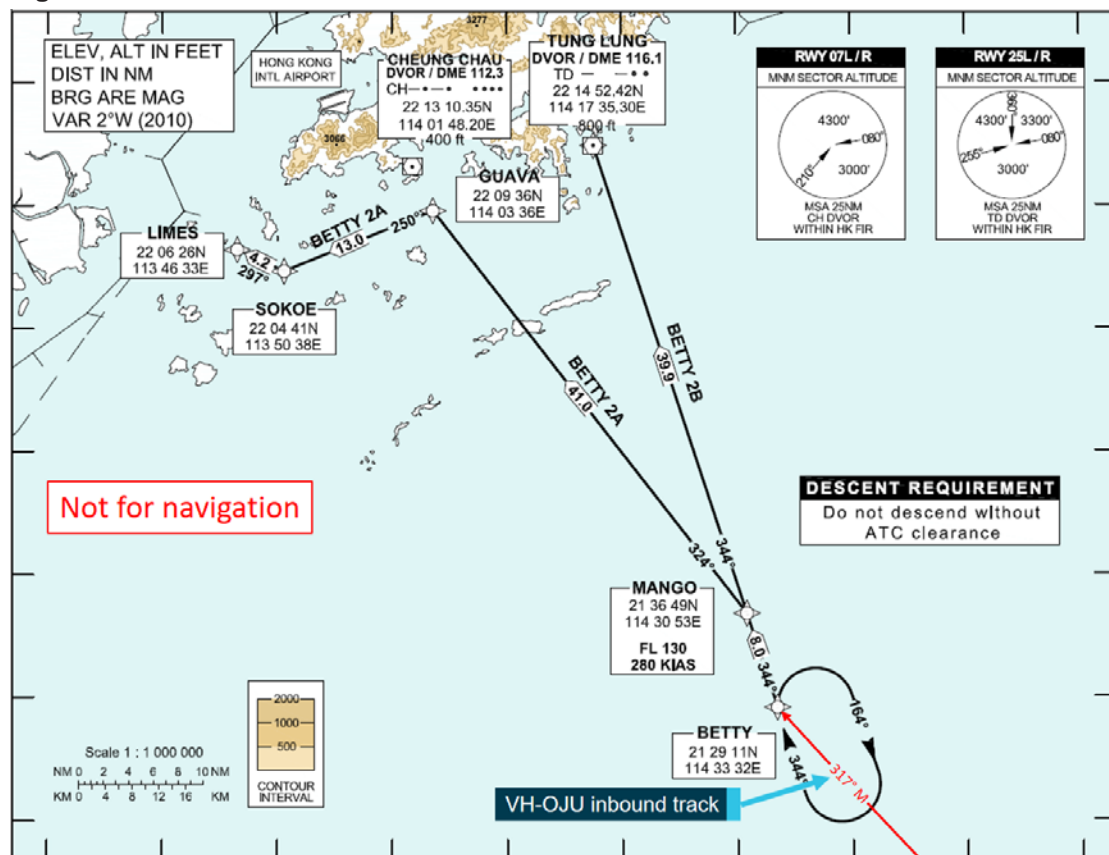 ELEV, ALT IN FEET
DIST IN NM
BRG ARE MAG
VAR 2°W (2010)
HONG KONG
INTL AIRPORT
3277
3066
CHEUNG CHAU
DVOR / DME 112.3
CH – • – • • • • •
22 13 10.35N
114 01 48.20E
400 ft
TUNG LUNG
DVOR / DME 116.1
TD – – • •
22 14 52,42N
114 17 35,30E
800 ft
RWY 07L / R
MNM SECTOR ALTITUDE
4300'
080°
210°
3000'
MSA 25NM
CH DVOR
WITHIN HK FIR
RWY 25L / R
MNM SECTOR ALTITUDE
360°
4300' 3300'
080°
255°
3000'
MSA 25NM
TD DVOR
WITHIN HK FIR
GUAVA
22 09 36N
114 03 36E
LIMES
22 06 26N
113 46 33E
4.2
297°
BETTY 2A
13.0
250°
SOKOE
22 04 41N
113 50 38E
BETTY 2A
41.0
324°
BETTY 2B
39.9
344°
Not for navigation
DESCENT REQUIREMENT
Do not descend without
ATC clearance
MANGO
21 36 49N
114 30 53E
FL 130
280 KIAS
8.0
344°
BETTY
21 29 11N
114 33 32E
164°
344°
317° M
VH-OJU inbound track
2000
1000
500
CONTOUR
INTERVAL
Scale 1 : 1 000 000
NM 0 2 4 6 8 10 NM
KM 0 4 8 12 16 KM